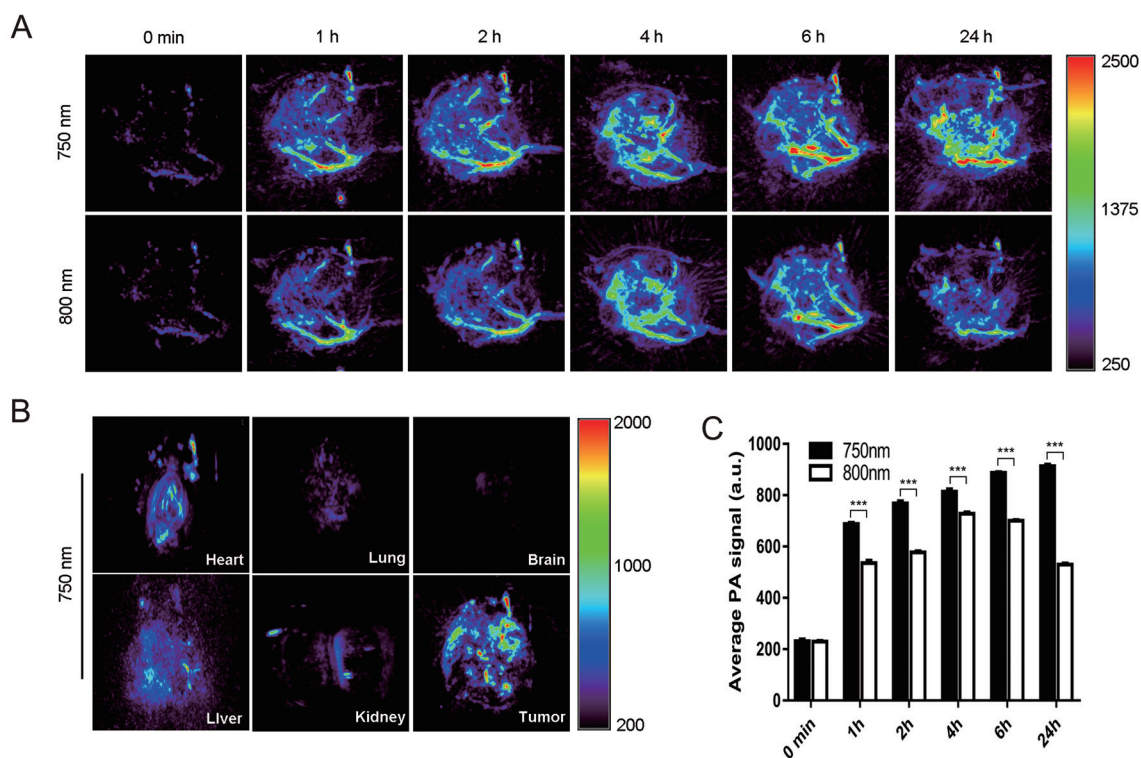 A
0 min 1 h 2 h 4 h 6 h 24 h
750 nm
800 nm
2500
1375
250
B
750 nm
Heart Lung Brain
LIver Kidney Tumor
2000
1000
200
C
750nm
800nm
Average PA signal (a.u.)
1000
800
600
400
200
0
*** *** *** *** ***
0 min 1h 2h 4h 6h 24h